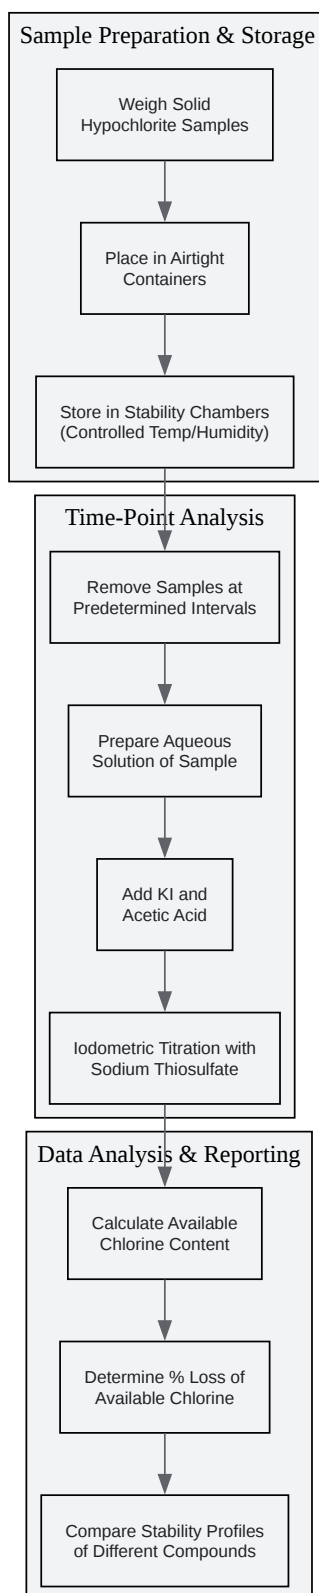 Sample Preparation & Storage
Weigh Solid
Hypochlorite Samples
Place in Airtight
Containers
Store in Stability Chambers
(Controlled Temp/Humidity)
Time-Point Analysis
Remove Samples at
Predetermined Intervals
Prepare Aqueous
Solution of Sample
Add KI and
Acetic Acid
Iodometric Titration with
Sodium Thiosulfate
Data Analysis & Reporting
Calculate Available
Chlorine Content
Determine % Loss of
Available Chlorine
Compare Stability Profiles
of Different Compounds